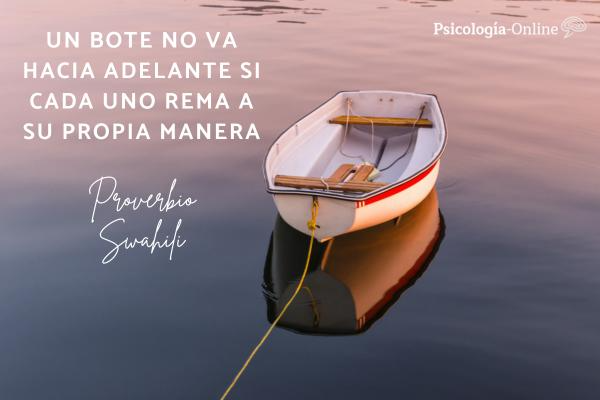 Psicología-Online
UN BOTE NO VA
HACIA ADELANTE SI
CADA UNO REMA A
SU PROPIA MANERA
Proverbio
Swahili